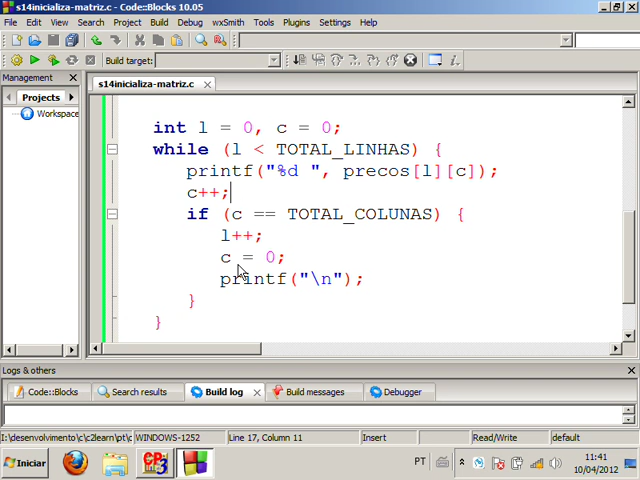 s14inicializa-matriz.c - Code::Blocks 10.05
File Edit View Search Project Build Debug wxSmith Tools Plugins Settings Help
Build target:
Management
s14inicializa-matriz.c
Projects
Workspace
int l = 0, c = 0;
while (l < TOTAL_LINHAS) {
printf("%d ", precos[l][c]);
c++;
if (c == TOTAL_COLUNAS) {
l++;
c = 0;
printf("\n");
}
}
Logs & others
Code::Blocks Search results Build log Build messages Debugger
I:\desenvolvimento\c\c2learn\pt\c WINDOWS-1252 Line 17, Column 11 Insert Read/Write default
Iniciar PT 11:41
10/04/2012